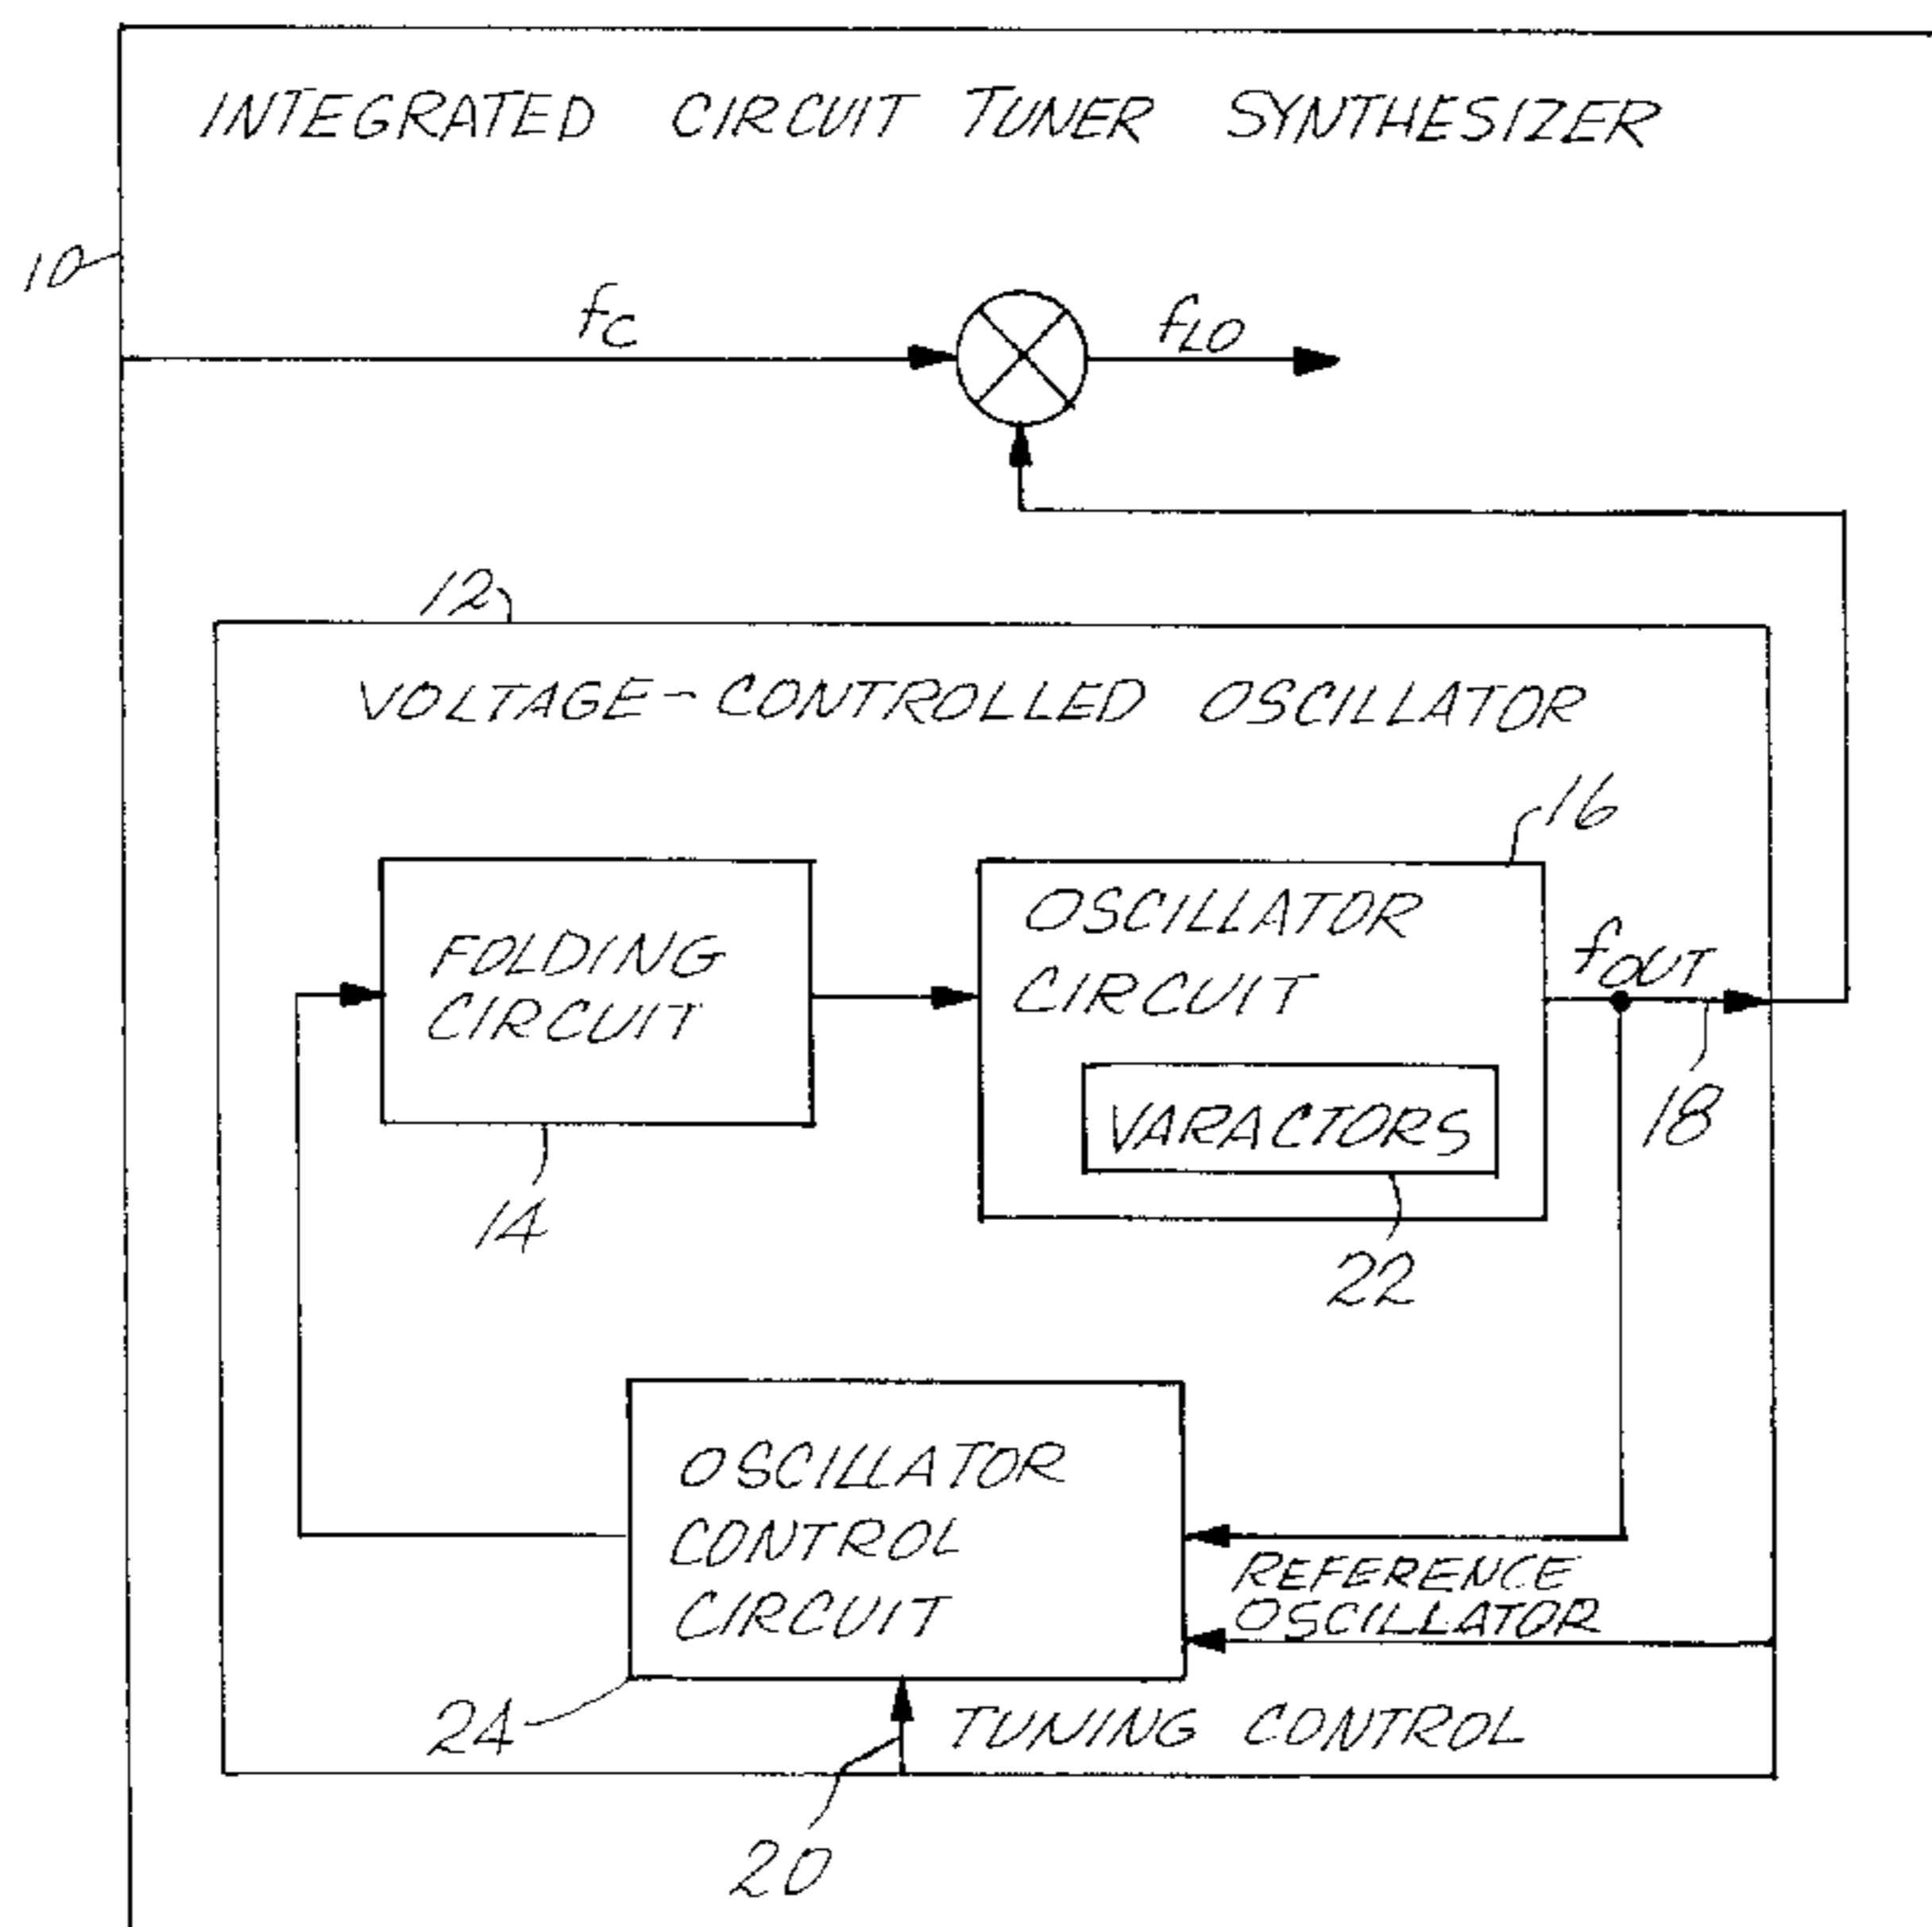 INTEGRATED CIRCUIT TUNER SYNTHESIZER
10
fC
fLO
12
VOLTAGE-CONTROLLED OSCILLATOR
16
FOLDING
CIRCUIT
OSCILLATOR
CIRCUIT
fOUT
VARACTORS
18
14
22
OSCILLATOR
CONTROL
CIRCUIT
REFERENCE
OSCILLATOR
24
TUNING CONTROL
20